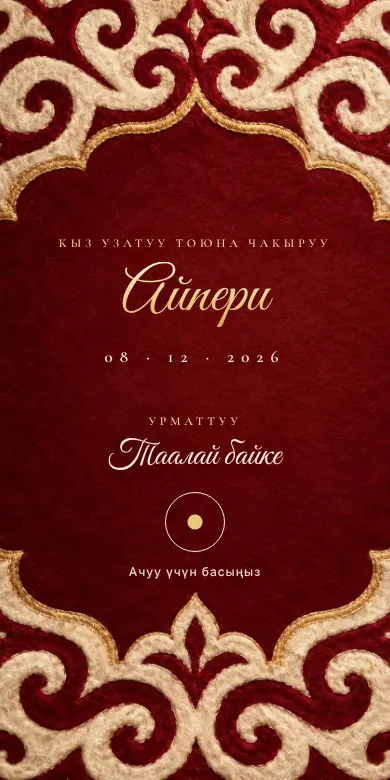 КЫЗ УЗАТУУ ТОЮНА ЧАКЫРУУ
Айпери
08 · 12 · 2026
УРМАТТУУ
Таалай байке
Ачуу үчүн басыңыз